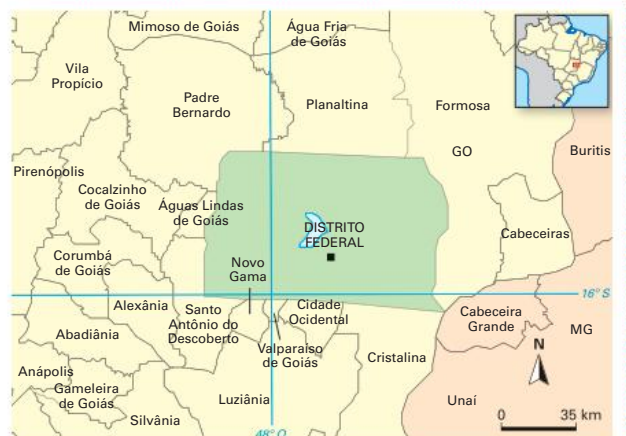 Mimoso de Goiás
Água Fria
de Goiás
Vila
Propício
Padre
Bernardo
Planaltina
Formosa
GO
Buritis
Pirenópolis
Cocalzinho
de Goiás
Águas Lindas
de Goiás
DISTRITO
FEDERAL
Cabeceiras
Corumbá
de Goiás
Novo
Gama
16° S
Alexânia
Santo
Antônio do
Descoberto
Cidade
Ocidental
Cabeceira
Grande
MG
Abadiânia
Valparaíso
de Goiás
Cristalina
N
Anápolis
Gameleira
de Goiás
Luziânia
Unaí
Silvânia
48° O
0 35 km